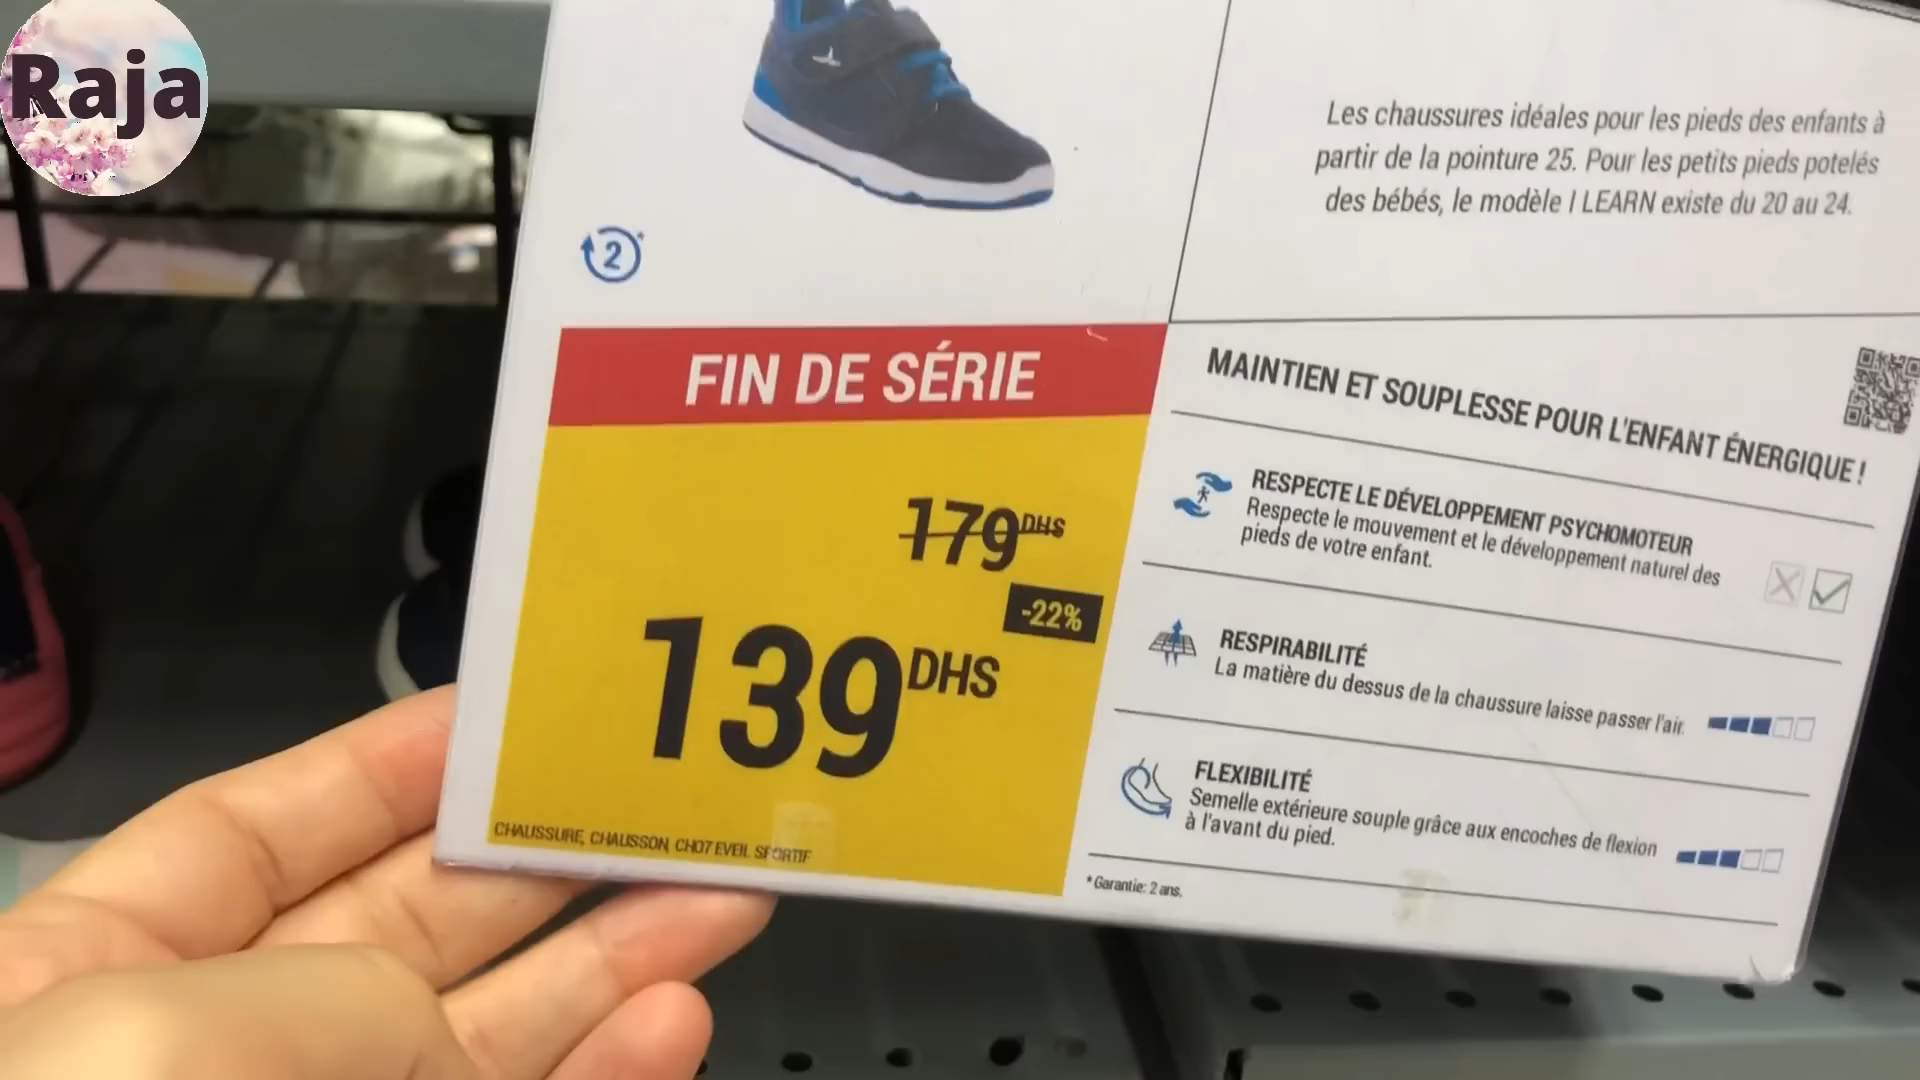 Raja
Les chaussures idéales pour les pieds des enfants à
partir de la pointure 25. Pour les petits pieds potelés
des bébés, le modèle I LEARN existe du 20 au 24.
2*
FIN DE SÉRIE
179 DHS
-22%
139 DHS
CHAUSSURE, CHAUSSON, CH07 EVEIL SPORTIF
MAINTIEN ET SOUPLESSE POUR L'ENFANT ÉNERGIQUE !
RESPECTE LE DÉVELOPPEMENT PSYCHOMOTEUR
Respecte le mouvement et le développement naturel des
pieds de votre enfant.
RESPIRABILITÉ
La matière du dessus de la chaussure laisse passer l'air.
FLEXIBILITÉ
Semelle extérieure souple grâce aux encoches de flexion
à l'avant du pied.
* Garantie: 2 ans.